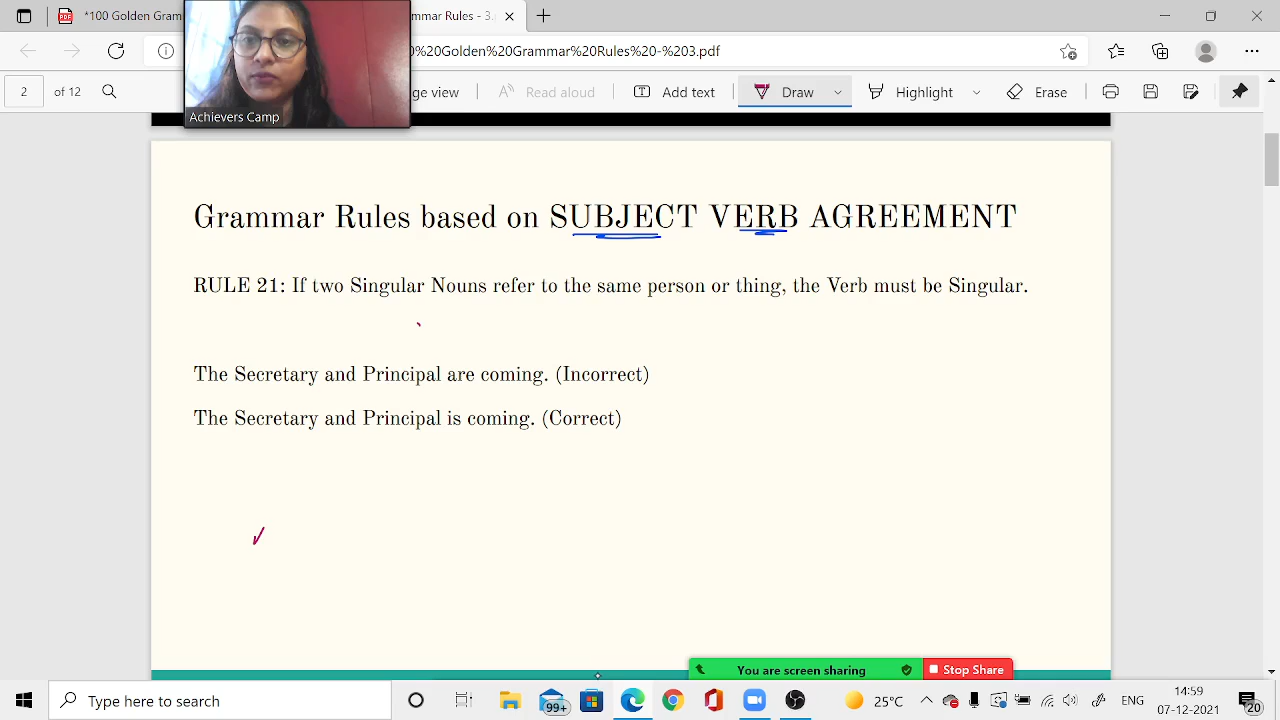 *100 Golden Gram
mmar Rules - 3.
0%20Golden%20Grammar%20Rules%20-%203.pdf
2 of 12
ge view
Read aloud
Add text
Draw
Highlight
Erase
Achievers Camp
Grammar Rules based on SUBJECT VERB AGREEMENT
RULE 21: If two Singular Nouns refer to the same person or thing, the Verb must be Singular.
The Secretary and Principal are coming. (Incorrect)
The Secretary and Principal is coming. (Correct)
You are screen sharing
Stop Share
Type here to search
99+
25°C
ENG
14:59
07-12-2021
20